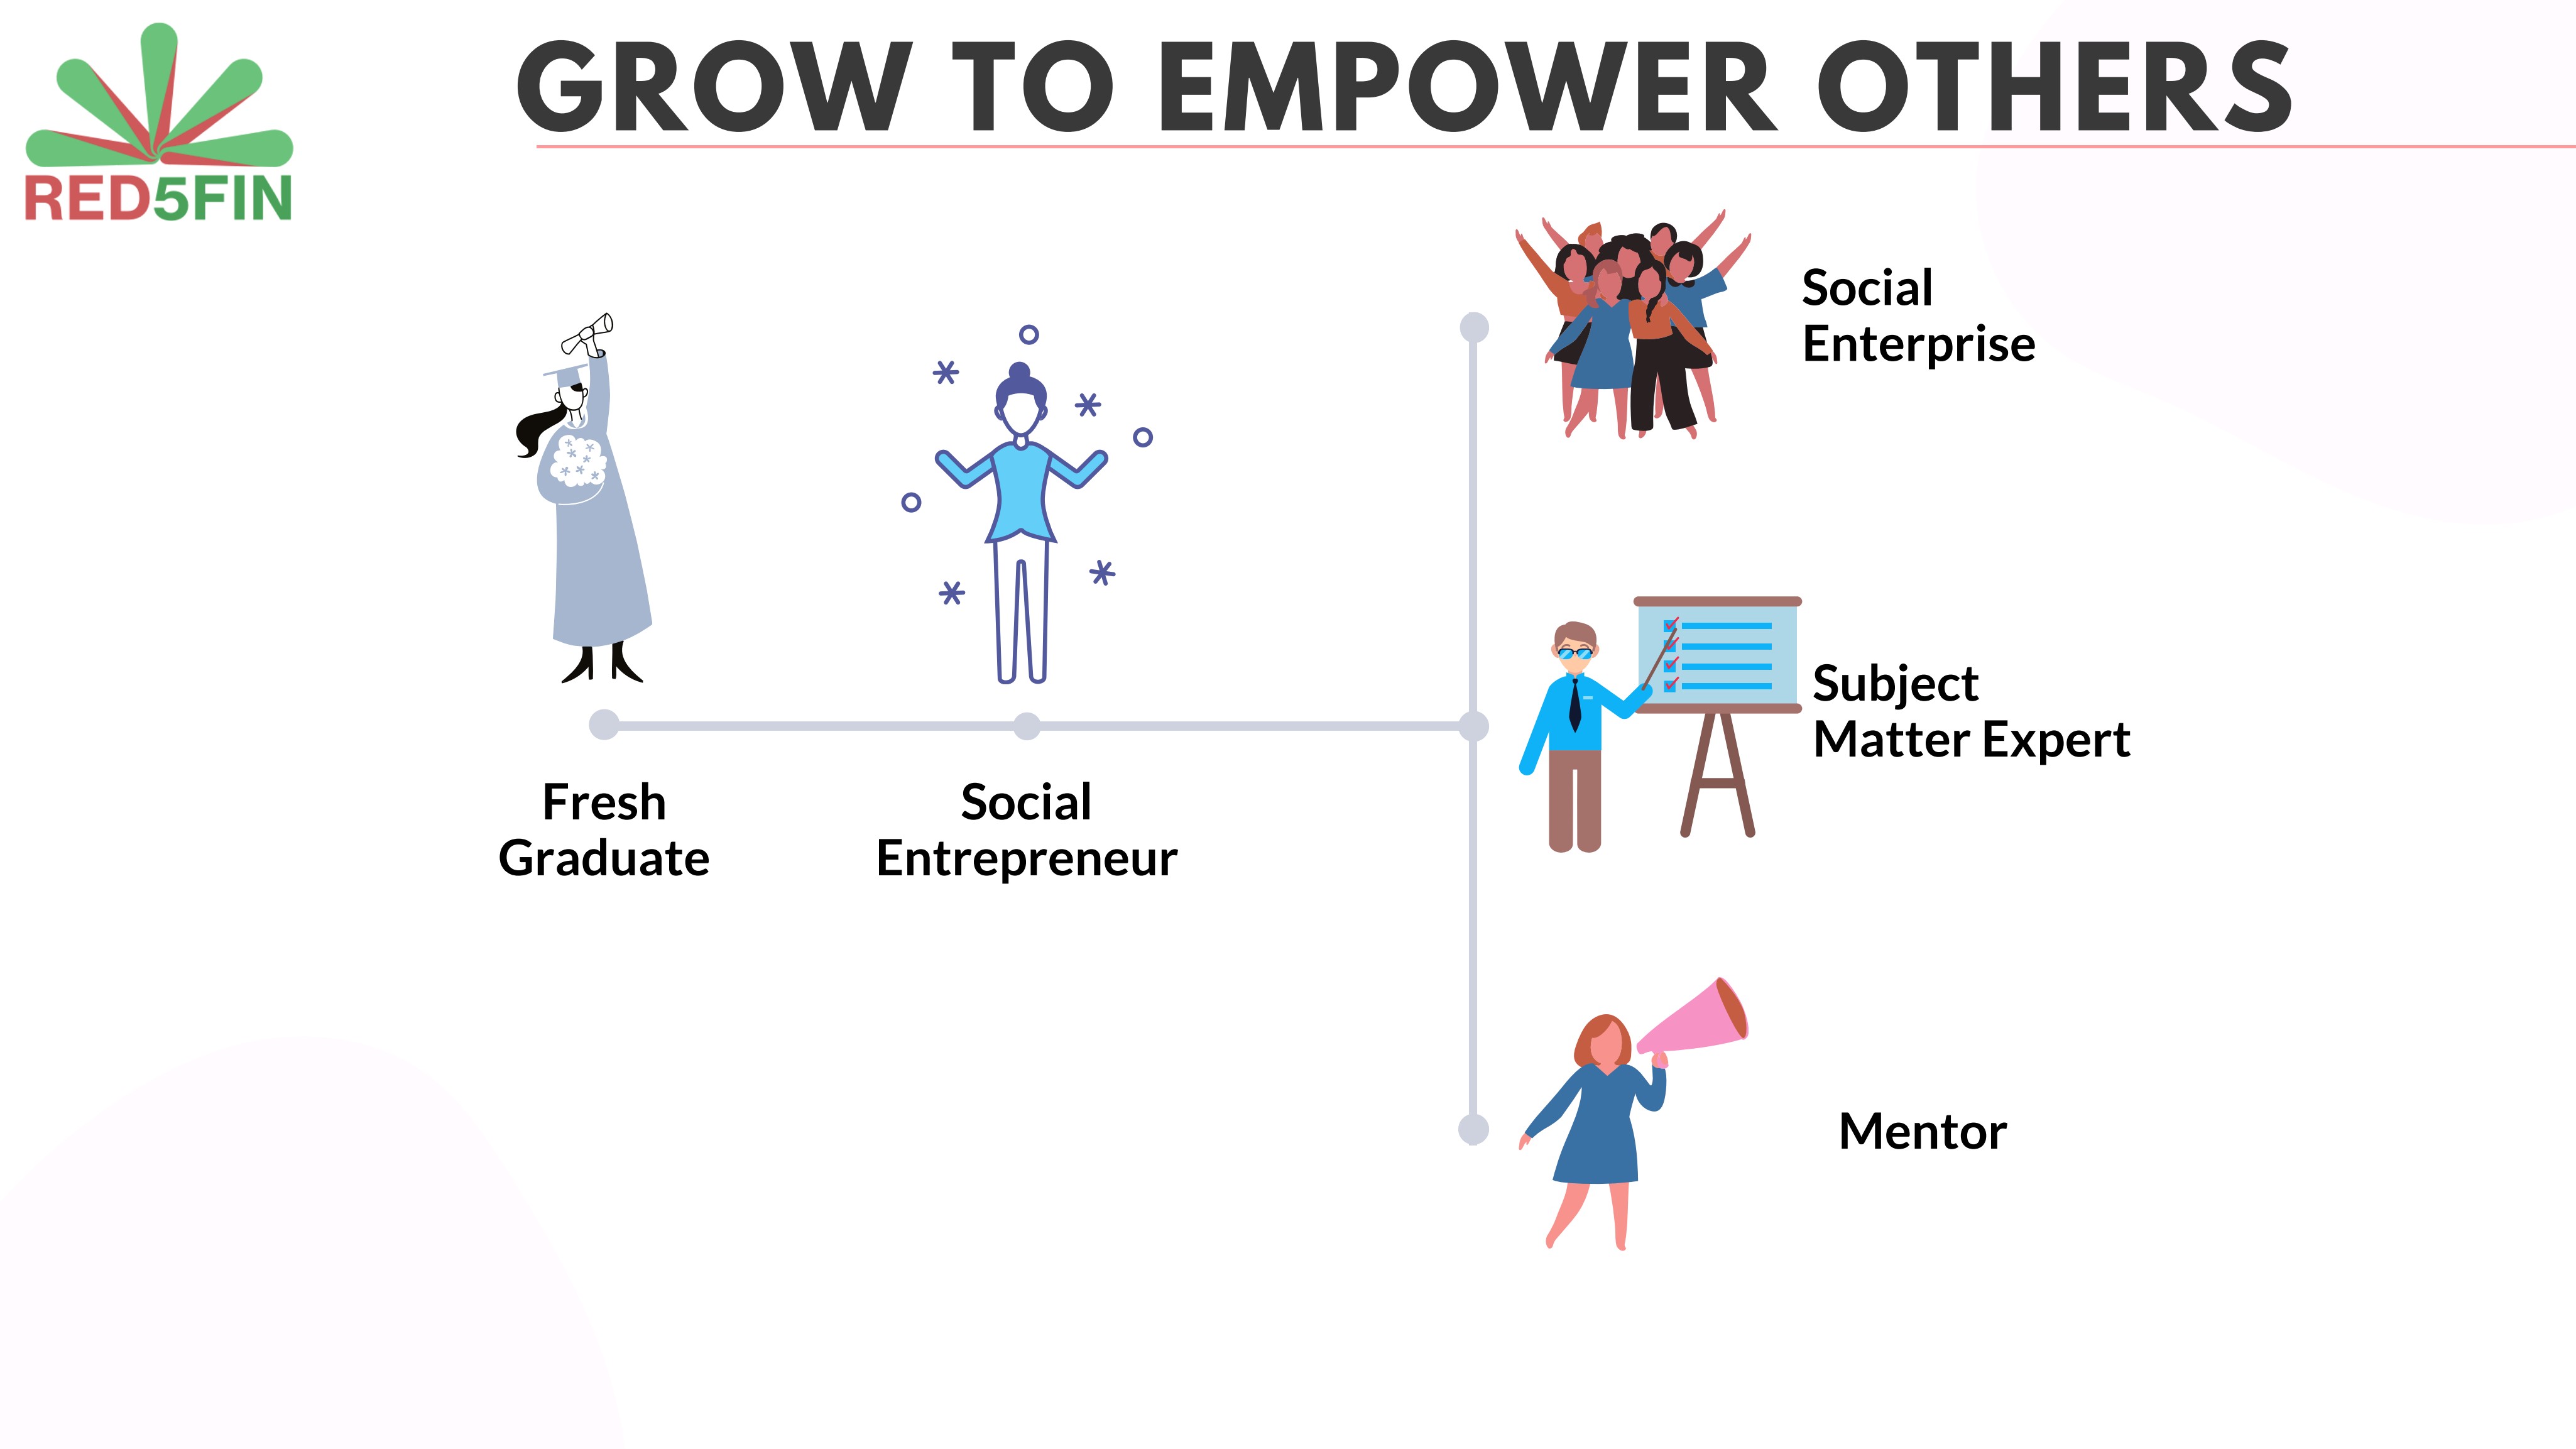 RED5FIN
GROW TO EMPOWER OTHERS
Social
Enterprise
Subject
Matter Expert
Fresh
Graduate
Social
Entrepreneur
Mentor